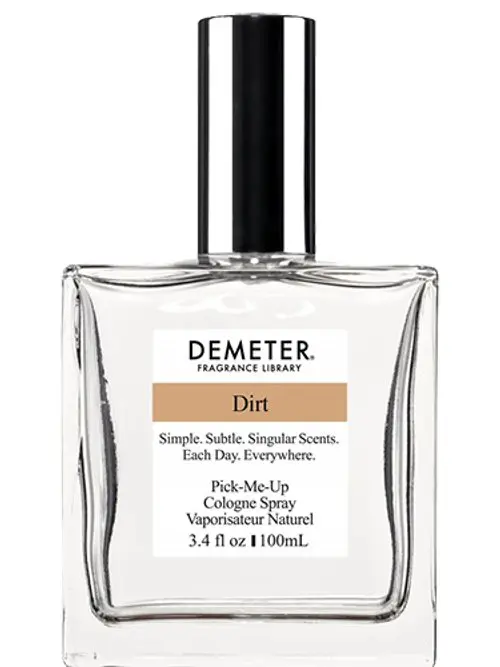 DEMETER®
FRAGRANCE LIBRARY
Dirt
Simple. Subtle. Singular Scents.
Each Day. Everywhere.
Pick-Me-Up
Cologne Spray
Vaporisateur Naturel
3.4 fl oz ▌100mL